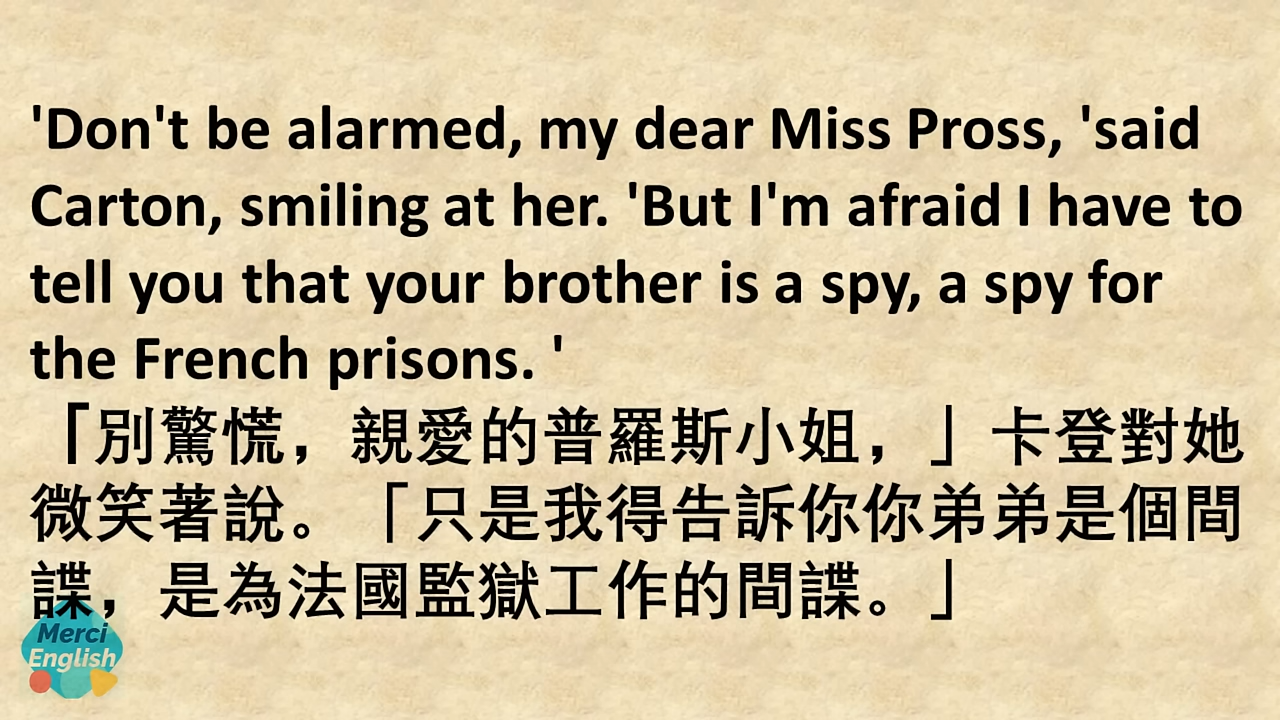 'Don't be alarmed, my dear Miss Pross, 'said
Carton, smiling at her. 'But I'm afraid I have to
tell you that your brother is a spy, a spy for
the French prisons. '
「別驚慌，親愛的普羅斯小姐，」卡登對她
微笑著說。「只是我得告訴你你弟弟是個間
諜，是為法國監獄工作的間諜。」
Merci
English